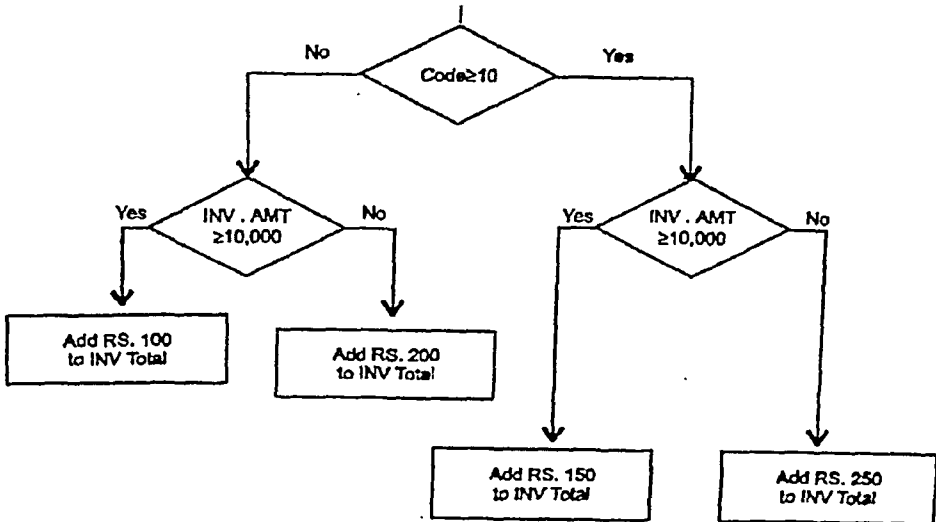 No
Yes
Code≥10
Yes
INV . AMT
≥10,000
No
Yes
INV . AMT
≥10,000
No
Add RS. 100
to INV Total
Add RS. 200
to INV Total
Add RS. 150
to INV Total
Add RS. 250
to INV Total